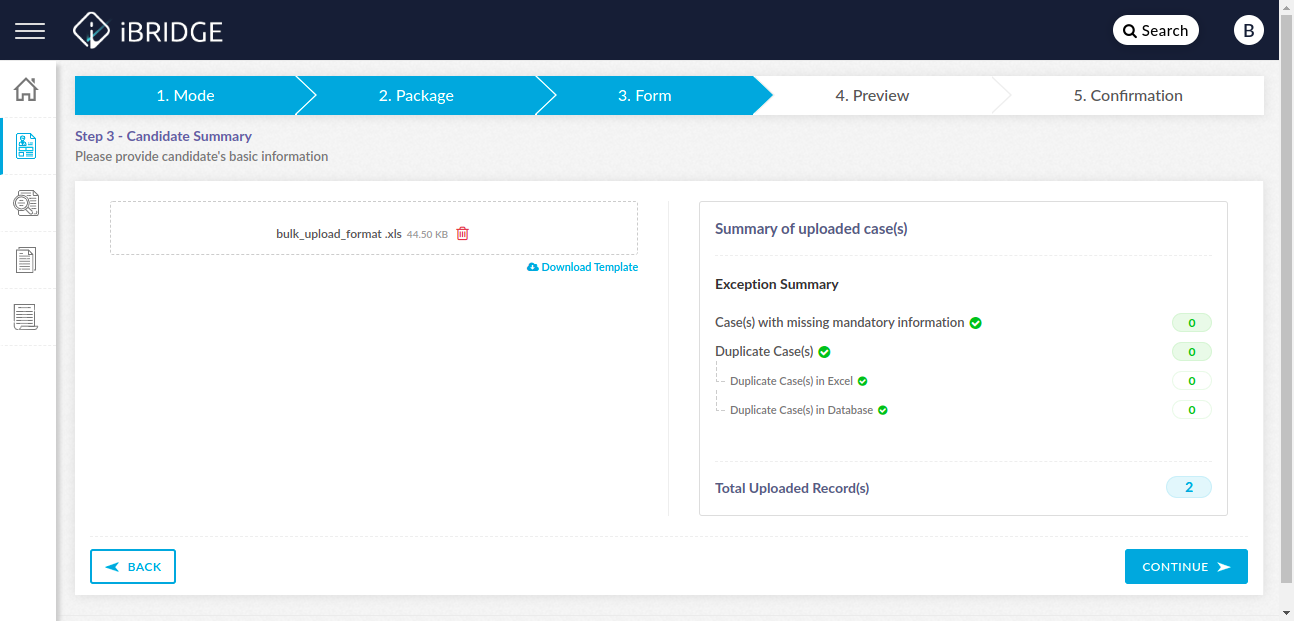 iBRIDGE
Search
B
1. Mode
2. Package
3. Form
4. Preview
5. Confirmation
Step 3 - Candidate Summary
Please provide candidate's basic information
bulk_upload_format .xls 44.50 KB
Download Template
Summary of uploaded case(s)
Exception Summary
Case(s) with missing mandatory information 0
Duplicate Case(s) 0
Duplicate Case(s) in Excel 0
Duplicate Case(s) in Database 0
Total Uploaded Record(s) 2
BACK
CONTINUE